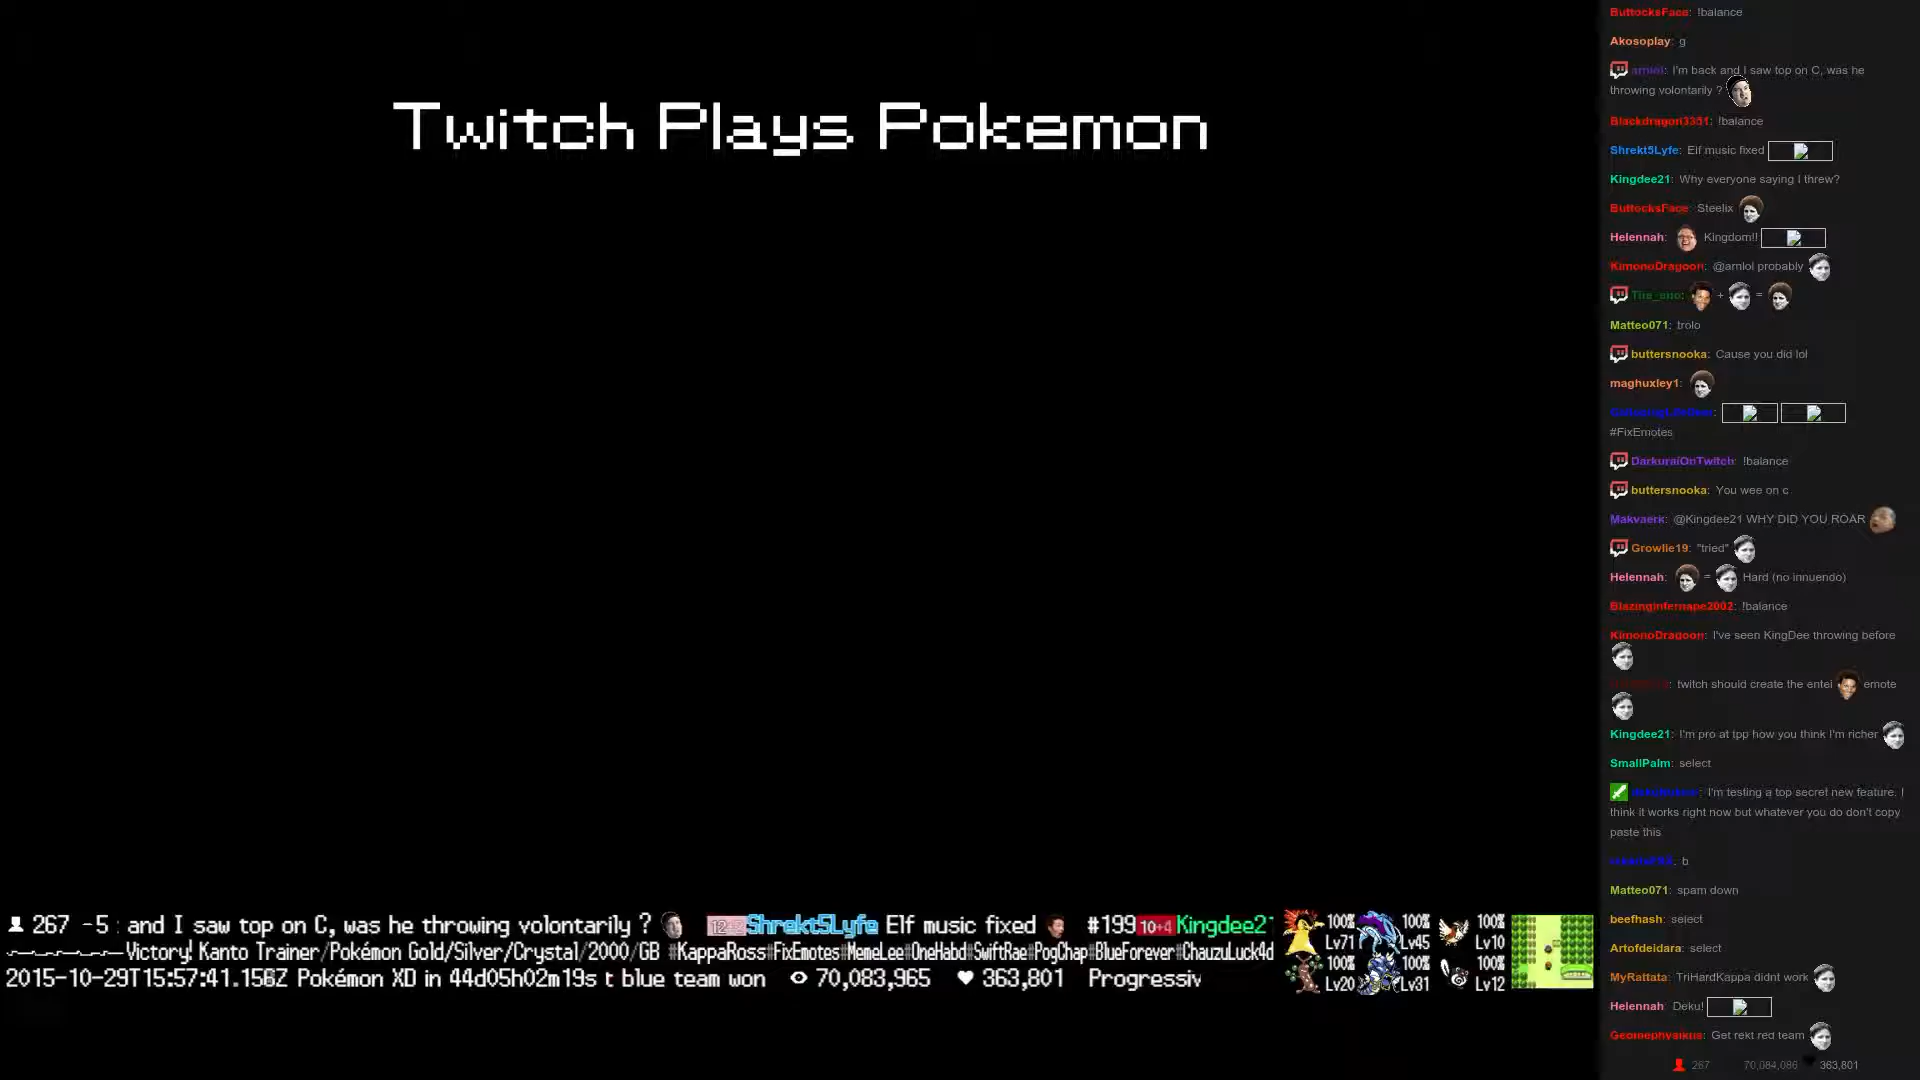 Twitch Plays Pokemon
267 -5 : and I saw top on C, was he throwing volontarily ? Shrekt5Lyfe Elf music fixed #199 10+4 Kingdee21
Victory! Kanto Trainer/Pokémon Gold/Silver/Crystal/2000/GB #KappaRoss#FixEmotes#MemeLee#OneHabd#SwiftRae#PogChap#BlueForever#ChauzuLuck4d
2015-10-29T15:57:41.156Z Pokémon XD in 44d05h02m19s t blue team won 70,083,965 363,801 Progressiv
100% 100% 100%
Lv71 Lv45 Lv10
100% 100% 100%
Lv20 Lv31 Lv12
ButtocksFace: !balance
Akosoplay: g
arnlol: I'm back and I saw top on C, was he
throwing volontarily ?
Blackdragon3351: !balance
Shrekt5Lyfe: Elf music fixed
Kingdee21: Why everyone saying I threw?
ButtocksFace: Steelix
Helennah: Kingdom!!
KimonoDragoon: @arnlol probably
+ =
Matteo071: trolo
buttersnooka: Cause you did lol
maghuxley1:
#FixEmotes
DarkuraiOnTwitch: !balance
buttersnooka: You wee on c
Makvaerk: @Kingdee21 WHY DID YOU ROAR
Growlie19: "tried"
Helennah: = Hard (no innuendo)
Blazinginfernape2002: !balance
KimonoDragoon: I've seen KingDee throwing before
: twitch should create the entei emote
Kingdee21: I'm pro at tpp how you think I'm richer
SmallPalm: select
: I'm testing a top secret new feature. I
think it works right now but whatever you do don't copy
paste this
: b
Matteo071: spam down
beefhash: select
Artofdeidara: select
MyRattata: TriHardKappa didnt work
Helennah: Deku!
Geomephyaikus: Get rekt red team
267 70,084,086 363,801